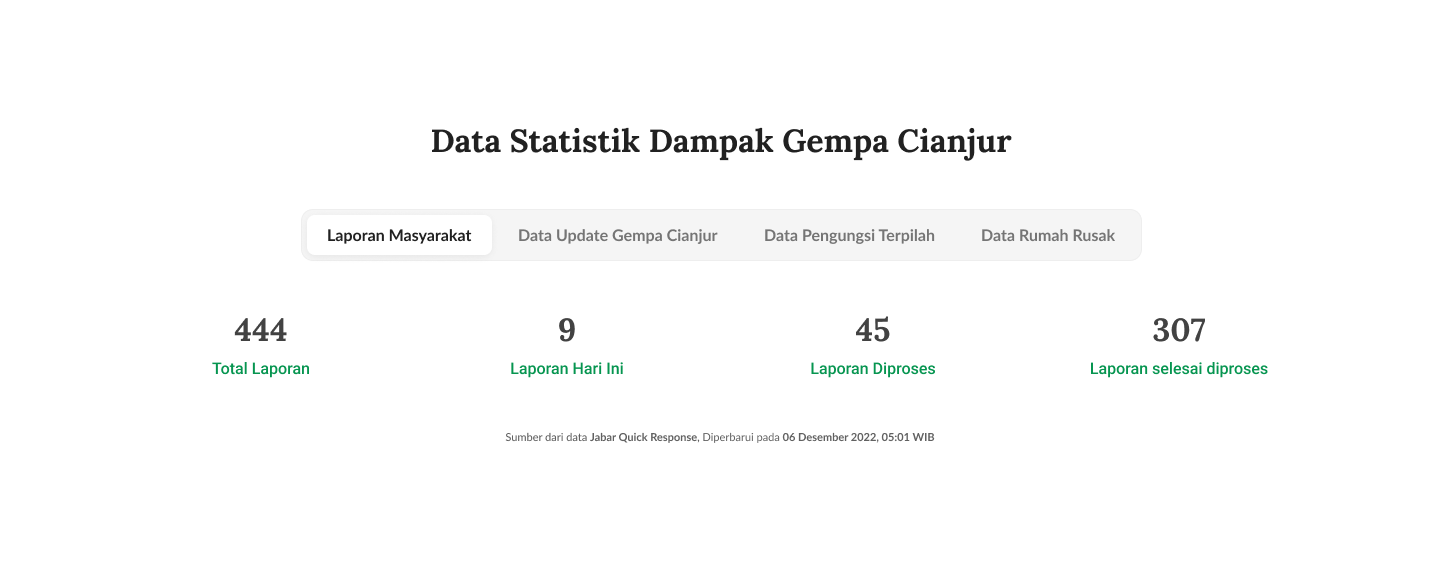 Data Statistik Dampak Gempa Cianjur
Laporan Masyarakat Data Update Gempa Cianjur Data Pengungsi Terpilah Data Rumah Rusak
444 9 45 307
Total Laporan Laporan Hari Ini Laporan Diproses Laporan selesai diproses
Sumber dari data Jabar Quick Response, Diperbarui pada 06 Desember 2022, 05:01 WIB